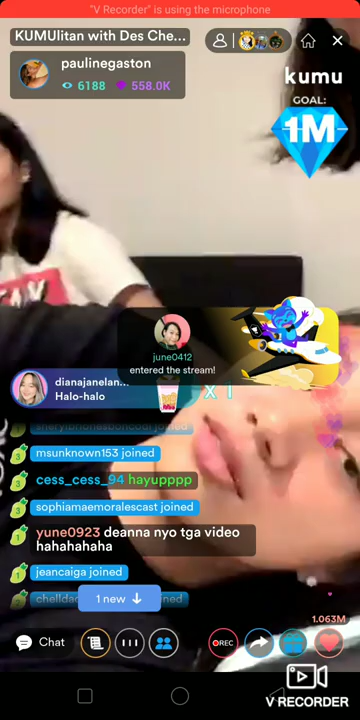 "V Recorder" is using the microphone
KUMUlitan with Des Che...
paulinegaston
6188 558.0K
kumu
GOAL:
1M
june0412
entered the stream!
dianajanelan...
Halo-halo
X 1
joined
msunknown153 joined
cess_cess_94 hayupppp
sophiamaemoralescast joined
yune0923 deanna nyo tga video
hahahahaha
jeancaiga joined
1 new
1.063M
Chat
REC
V RECORDER